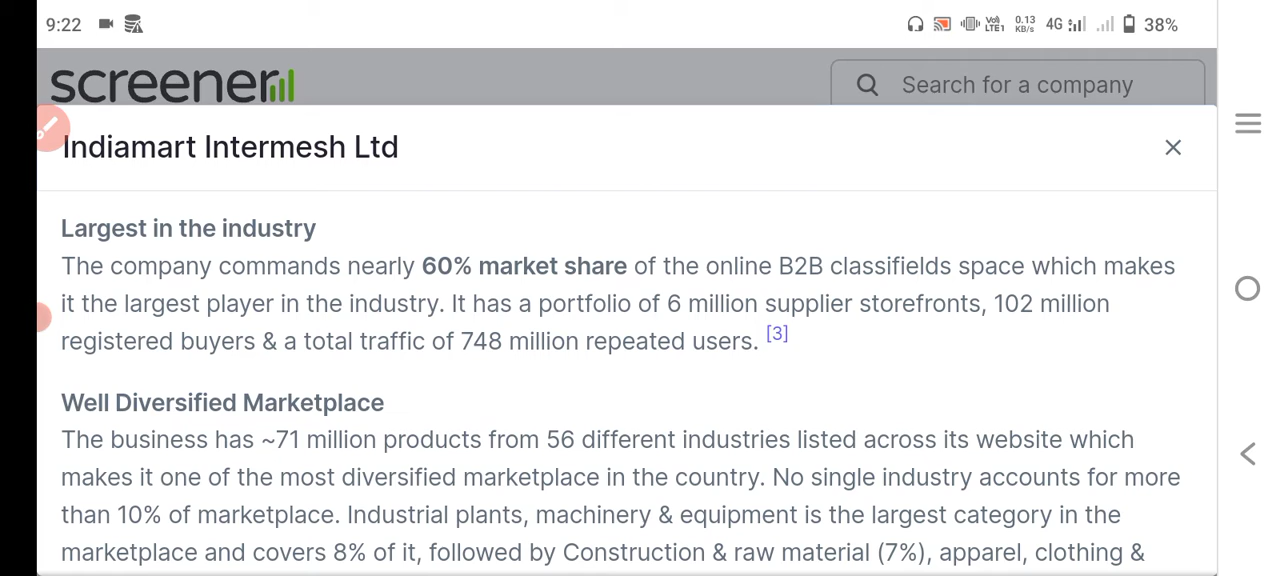 9:22 Vo) LTE1 0.13 KB/s 4G 38%
screener Search for a company
Indiamart Intermesh Ltd
Largest in the industry
The company commands nearly 60% market share of the online B2B classifields space which makes
it the largest player in the industry. It has a portfolio of 6 million supplier storefronts, 102 million
registered buyers & a total traffic of 748 million repeated users. [3]
Well Diversified Marketplace
The business has ~71 million products from 56 different industries listed across its website which
makes it one of the most diversified marketplace in the country. No single industry accounts for more
than 10% of marketplace. Industrial plants, machinery & equipment is the largest category in the
marketplace and covers 8% of it, followed by Construction & raw material (7%), apparel, clothing &